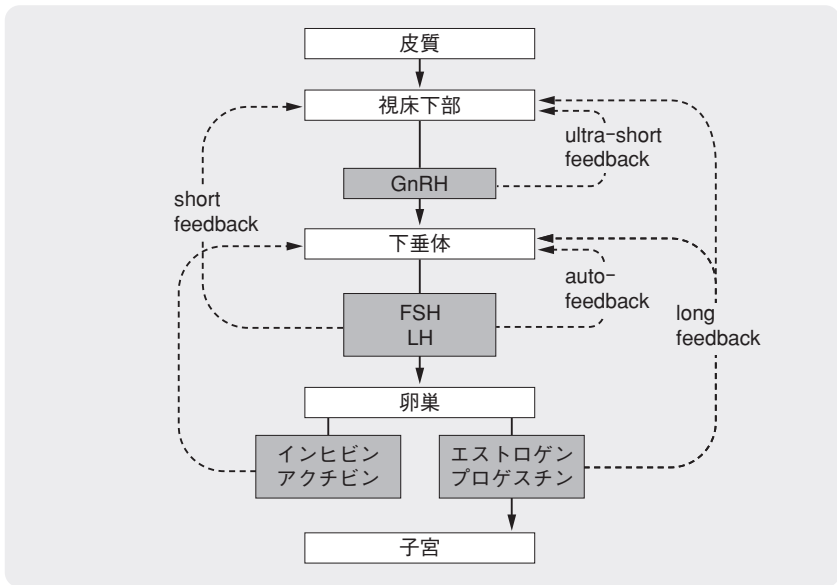 皮質
視床下部
ultra-short
feedback
GnRH
short
feedback
下垂体
auto-
feedback
FSH
LH
long
feedback
卵巣
インヒビン
アクチビン
エストロゲン
プロゲスチン
子宮